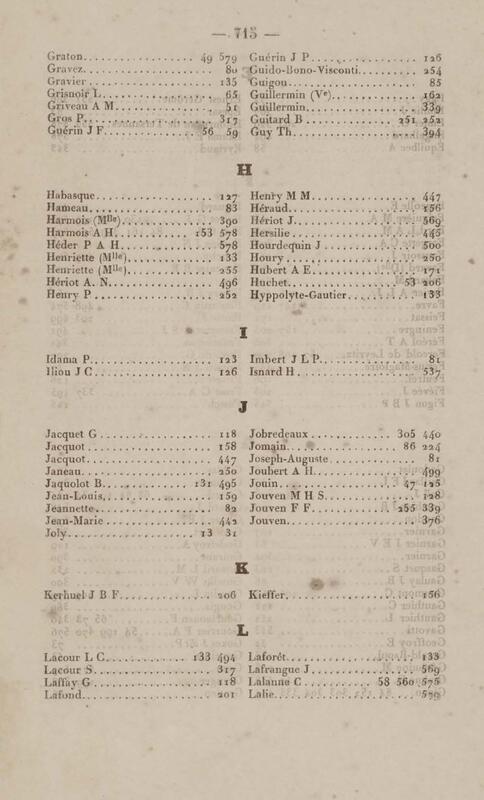 — 713 —
Graton 49 579
Gravez 80
Gravier 135
Grisnoir L. 65
Griveau A M 51
Gros P. 317
Guérin J F 56 59
Guérin J P 126
Guido-Bono-Visconti 254
Guigou 85
Guillermin (Ve) 162
Guillermin 339
Guitard B 251 252
Guy Th. 394
H
Habasque 127
Hameau 83
Harmois (Mlle) 390
Harmois A H 153 578
Héder P A H 578
Henriette (Mlle) 133
Henriette (Mlle) 255
Hériot A. N 496
Henry P 252
Henry M M 447
Héraud 156
Hériot J 569
Hersilie 445
Hourdequin J 500
Houry 250
Hubert A E 171
Huchet 53 206
Hyppolyte-Gautier 133
I
Idama P 123
Iliou J C 126
Imbert J L P 81
Isnard H 537
J
Jacquet G 118
Jacquot 158
Jacquot 447
Janeau 250
Jaquolot B 131 495
Jean-Louis 159
Jeannette 82
Jean-Marie 442
Joly 13 31
Jobredeaux 305 440
Jomain 86 224
Joseph-Auguste 81
Joubert A H 499
Jouin 47 125
Jouven M H S 128
Jouven F F 255 339
Jouven 376
K
Kerhuel J B F 206
Kieffer 156
L
Lacour L C 133 494
Lacour S 317
Laffay G 118
Lafond 201
Laforêt 133
Lafrangue J 569
Lalanne C 58 560 575
Lalie 579